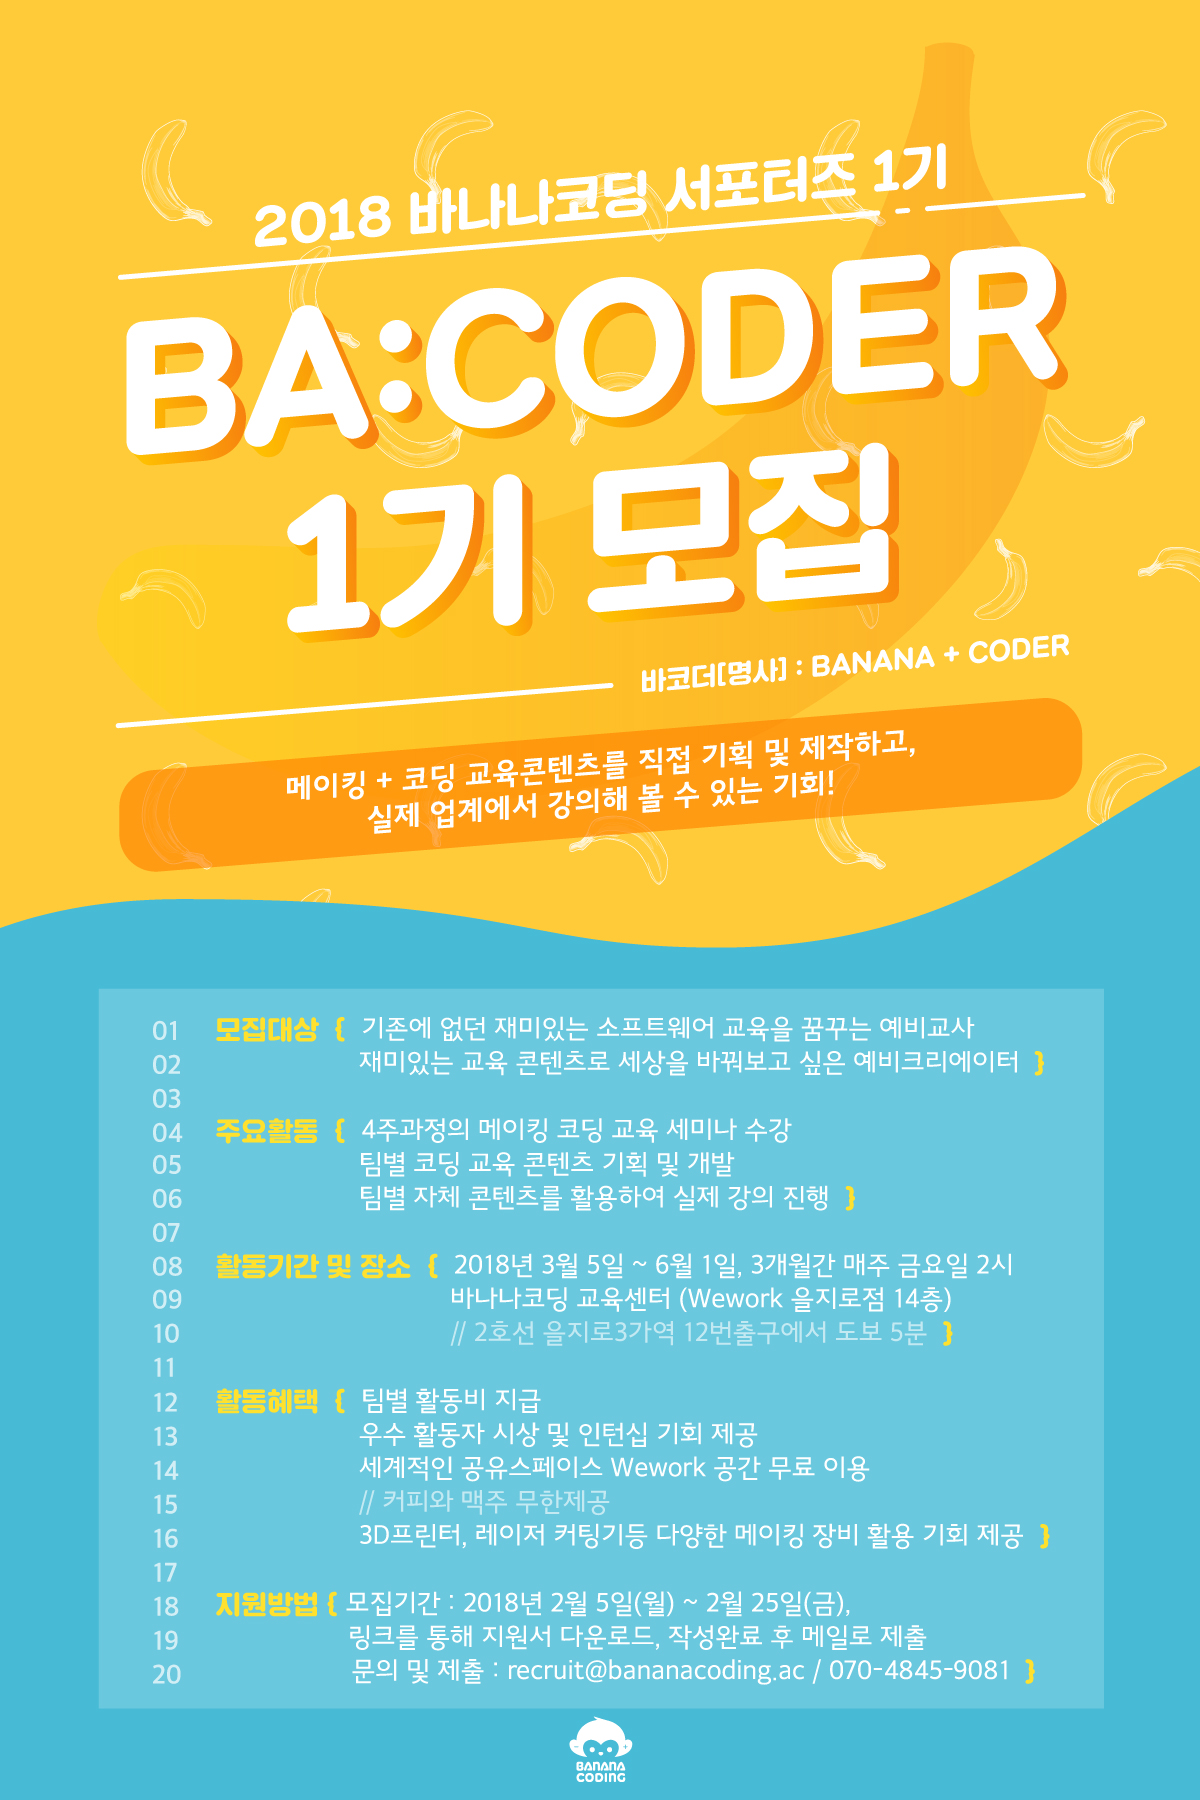 2018 바나나코딩 서포터즈 1기
BA:CODER
1기 모집
바코더[명사] : BANANA + CODER
메이킹 + 코딩 교육콘텐츠를 직접 기획 및 제작하고,
실제 업계에서 강의해 볼 수 있는 기회!
01 모집대상 { 기존에 없던 재미있는 소프트웨어 교육을 꿈꾸는 예비교사
02 재미있는 교육 콘텐츠로 세상을 바꿔보고 싶은 예비크리에이터 }
03
04 주요활동 { 4주과정의 메이킹 코딩 교육 세미나 수강
05 팀별 코딩 교육 콘텐츠 기획 및 개발
06 팀별 자체 콘텐츠를 활용하여 실제 강의 진행 }
07
08 활동기간 및 장소 { 2018년 3월 5일 ~ 6월 1일, 3개월간 매주 금요일 2시
09 바나나코딩 교육센터 (Wework 을지로점 14층)
10 // 2호선 을지로3가역 12번출구에서 도보 5분 }
11
12 활동혜택 { 팀별 활동비 지급
13 우수 활동자 시상 및 인턴십 기회 제공
14 세계적인 공유스페이스 Wework 공간 무료 이용
15 // 커피와 맥주 무한제공
16 3D프린터, 레이저 커팅기등 다양한 메이킹 장비 활용 기회 제공 }
17
18 지원방법 { 모집기간 : 2018년 2월 5일(월) ~ 2월 25일(금),
19 링크를 통해 지원서 다운로드, 작성완료 후 메일로 제출
20 문의 및 제출 : recruit@bananacoding.ac / 070-4845-9081 }
BANANA
CODING